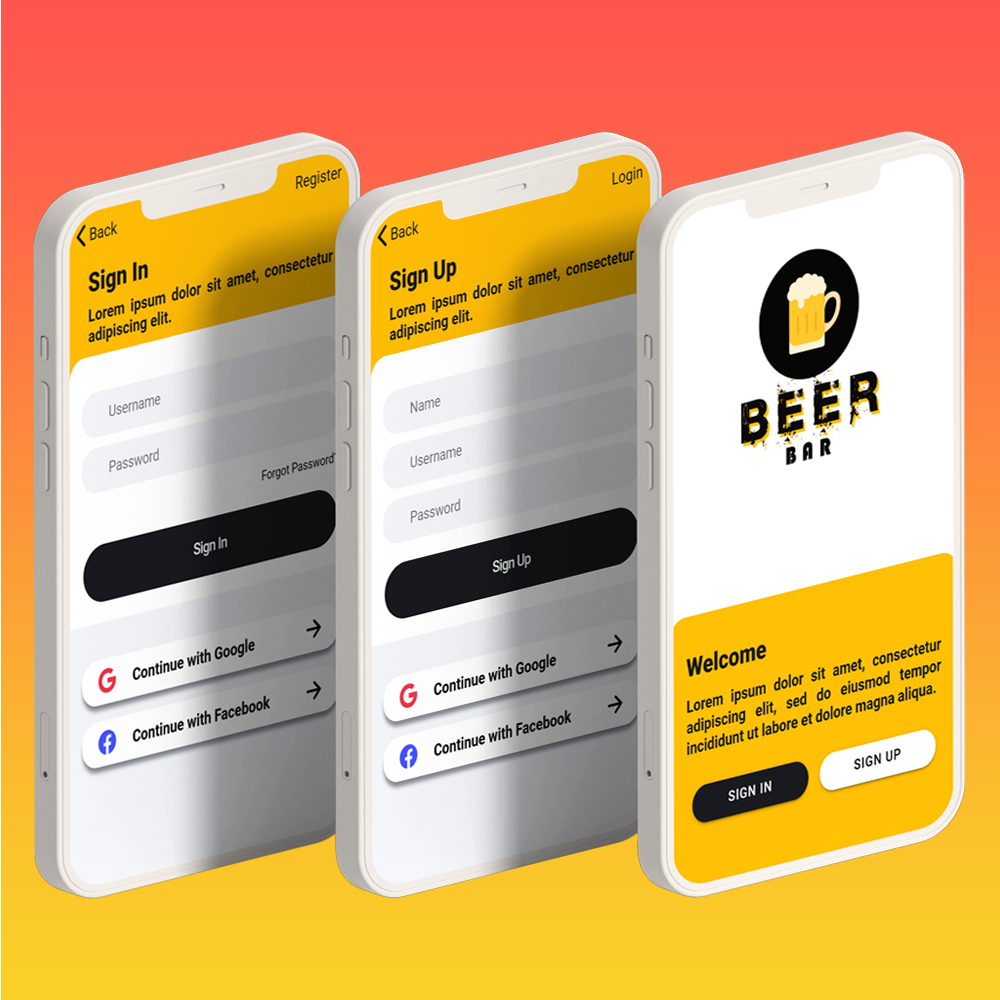 Register
Back
Sign In
Lorem ipsum dolor sit amet, consectetur
adipiscing elit.
Username
Password
Forgot Password
Sign In
Continue with Google
Continue with Facebook
Login
Back
Sign Up
Lorem ipsum dolor sit amet, consectetur
adipiscing elit.
Name
Username
Password
Sign Up
Continue with Google
Continue with Facebook
BEER
BAR
Welcome
Lorem ipsum dolor sit amet, consectetur
adipiscing elit, sed do eiusmod tempor
incididunt ut labore et dolore magna aliqua.
SIGN IN
SIGN UP